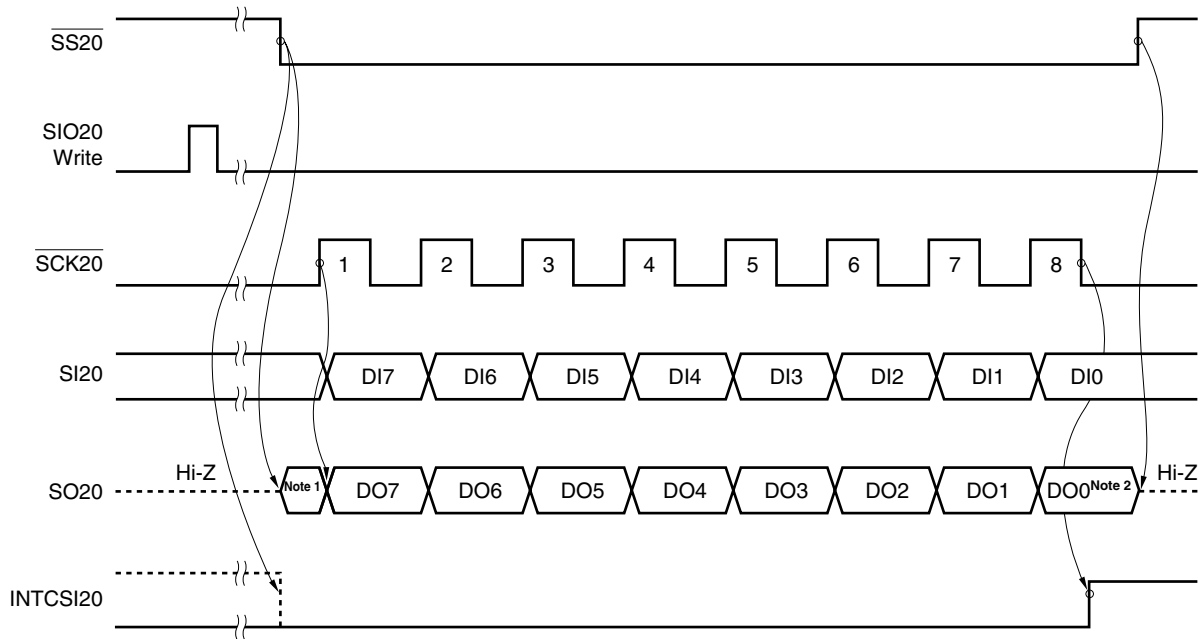 SS20
SIO20
Write
SCK20
1 2 3 4 5 6 7 8
SI20
DI7 DI6 DI5 DI4 DI3 DI2 DI1 DI0
SO20
Hi-Z
Note 1
DO7 DO6 DO5 DO4 DO3 DO2 DO1 DO0 Note 2
Hi-Z
INTCSI20